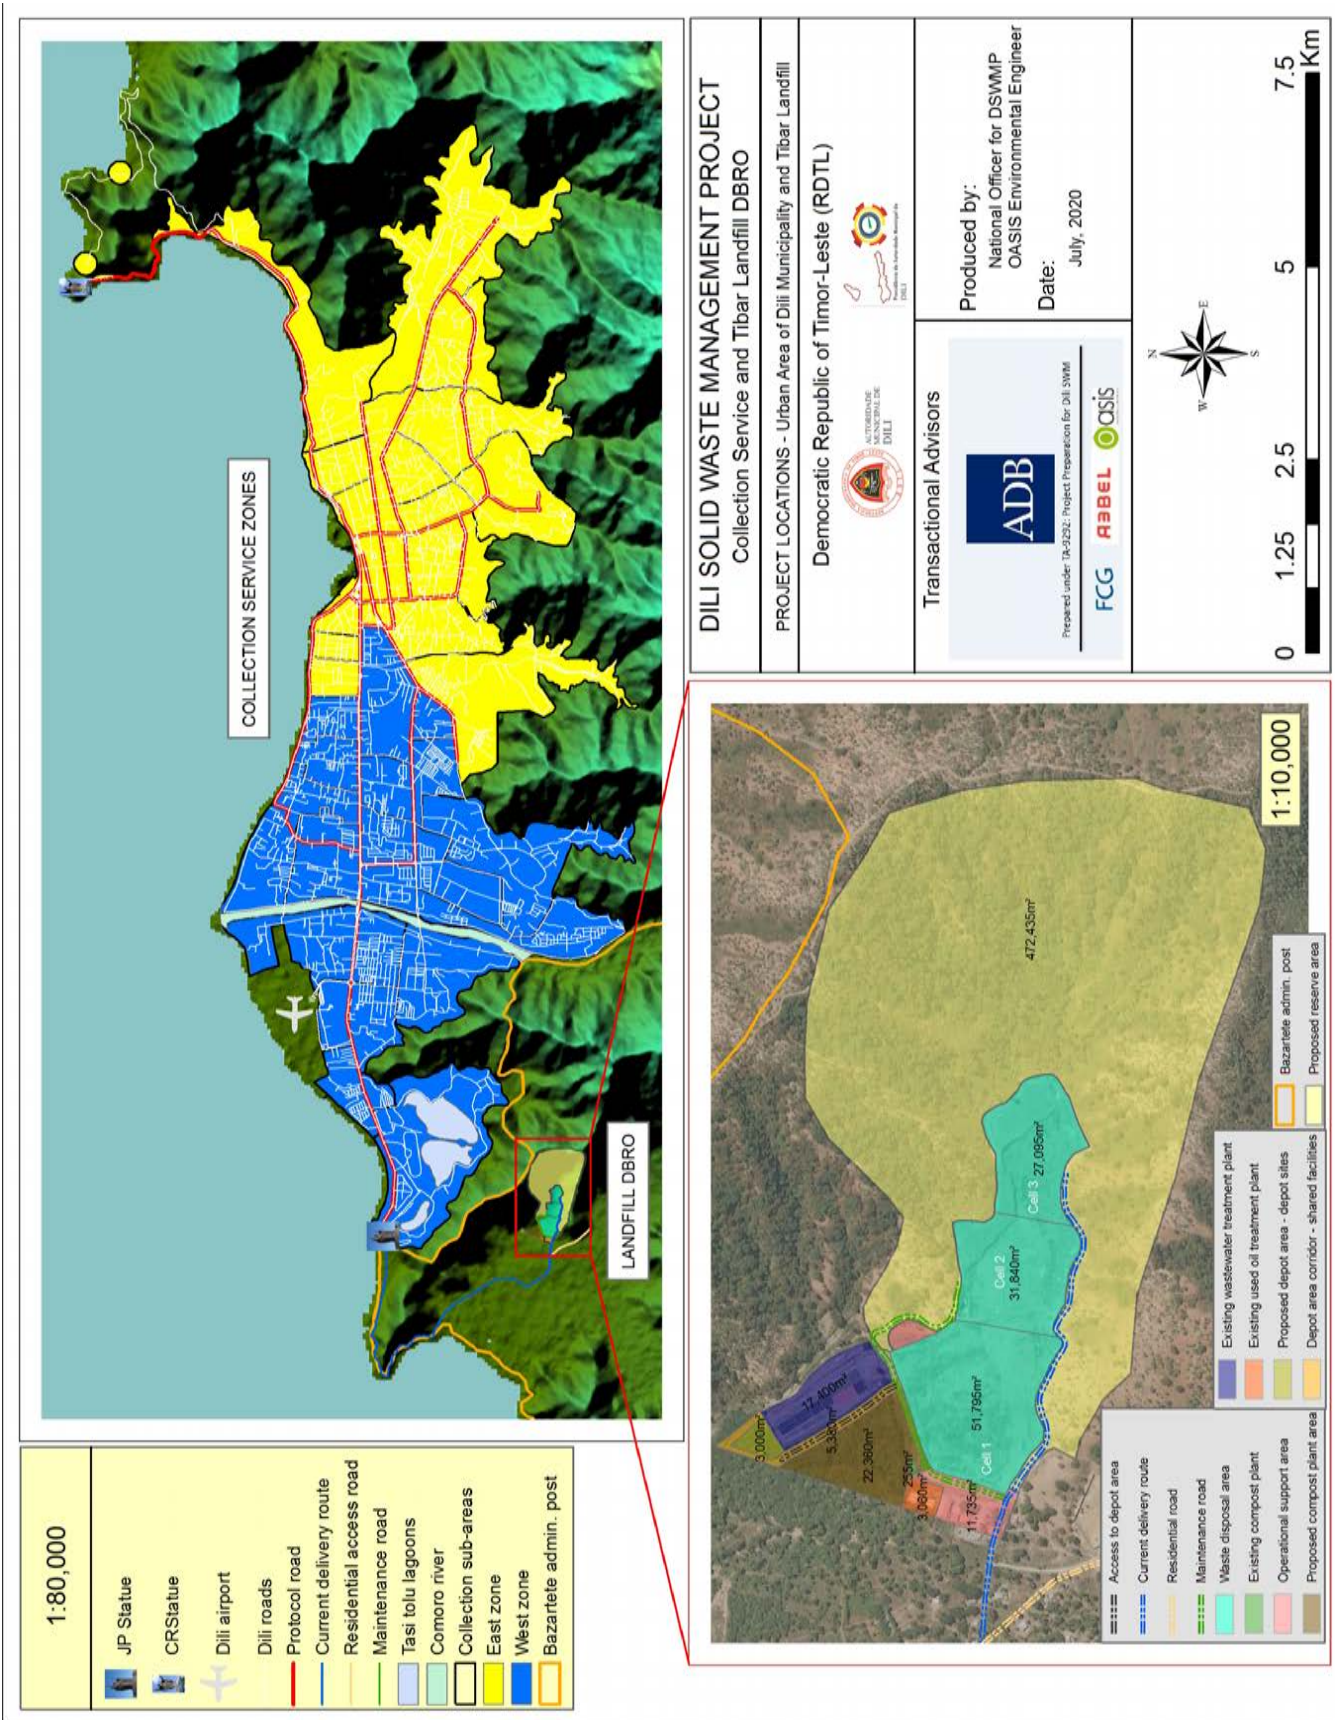 1:80,000
JP Statue
CRStatue
Dili airport
Dili roads
Protocol road
Current delivery route
Residential access road
Maintenance road
Tasi tolu lagoons
Comoro river
Collection sub-areas
East zone
West zone
Bazartete admin. post
COLLECTION SERVICE ZONES
LANDFILL DBRO
DILI SOLID WASTE MANAGEMENT PROJECT
Collection Service and Tibar Landfill DBRO
PROJECT LOCATIONS - Urban Area of Dili Municipality and Tibar Landfill
Democratic Republic of Timor-Leste (RDTL)
AUTORIDADE
MUNICIPAL DE
DILI
DILI
Transactional Advisors
ADB
Prepared under TA-9292: Project Preparation for Dili SWM
FCG
ABBEL
Oasis
Produced by:
National Officer for DSWMP
OASIS Environmental Engineer
Date:
July, 2020
N
W
E
S
0 1.25 2.5 5 7.5
Km
3,000m²
17,400m²
5,380m²
22,360m²
255m²
3,060m²
11,735m²
51,795m²
Cell 1
Cell 2
31,840m²
Cell 3
27,095m²
472,435m²
1:10,000
Access to depot area
Current delivery route
Residential road
Maintenance road
Waste disposal area
Existing compost plant
Operational support area
Proposed compost plant area
Existing wastewater treatment plant
Existing used oil treatment plant
Proposed depot area - depot sites
Depot area corridor - shared facilities
Bazartete admin. post
Proposed reserve area